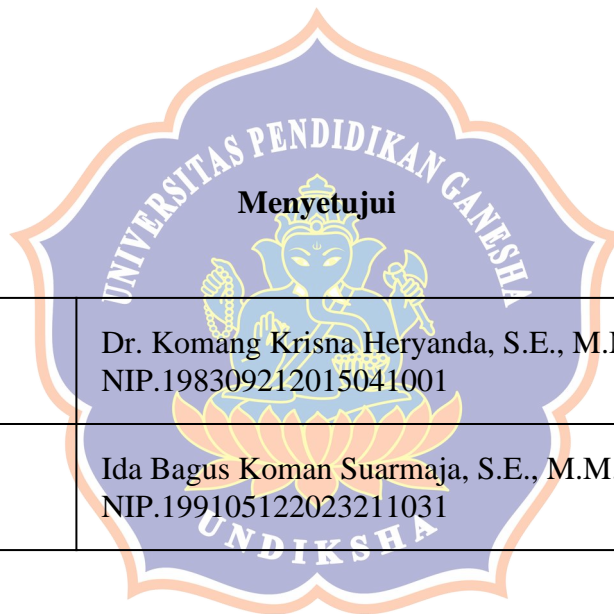 UNIVERSITAS PENDIDIKAN GANESHA
Menyetujui
Dr. Komang Krisna Heryanda, S.E., M.
NIP.198309212015041001
Ida Bagus Koman Suarmaja, S.E., M.M.
NIP.199105122023211031
UNDIKSHA